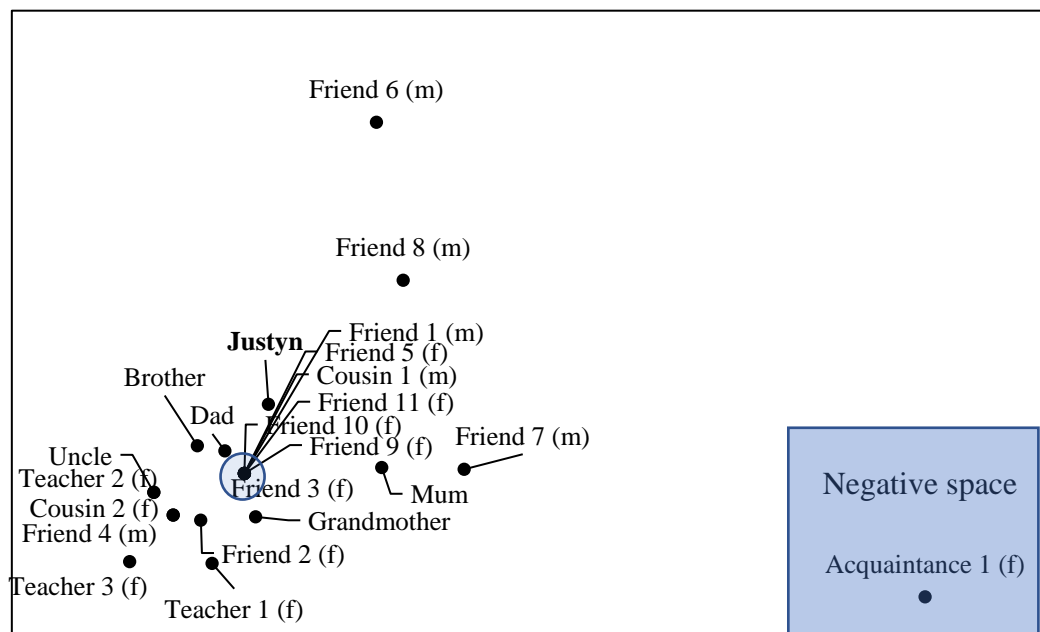 Friend 6 (m)
Friend 8 (m)
Friend 1 (m)
Justyn
Friend 5 (f)
Brother
Cousin 1 (m)
Friend 11 (f)
Dad
Friend 10 (f)
Friend 9 (f)
Friend 7 (m)
Uncle
Teacher 2 (f)
Friend 3 (f)
Mum
Negative space
Cousin 2 (f)
Grandmother
Friend 4 (m)
Friend 2 (f)
Acquaintance 1 (f)
Teacher 3 (f)
Teacher 1 (f)